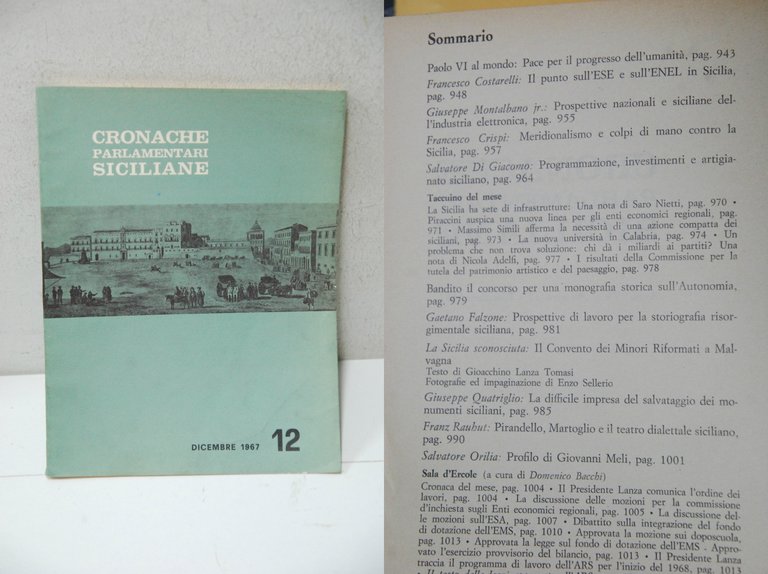 CRONACHE
PARLAMENTARI
SICILIANE
DICEMBRE 1967 12
Sommario
Paolo VI al mondo: Pace per il progresso dell'umanità, pag. 943
Francesco Costarelli: Il punto sull'ESE e sull'ENEL in Sicilia,
pag. 948
Giuseppe Montalbano jr.: Prospettive nazionali e siciliane del-
l'industria elettronica, pag. 955
Francesco Crispi: Meridionalismo e colpi di mano contro la
Sicilia, pag. 957
Salvatore Di Giacomo: Programmazione, investimenti e artigia-
nato siciliano, pag. 964
Taccuino del mese
La Sicilia ha sete di infrastrutture: Una nota di Saro Nietti, pag. 970 •
Piraccini auspica una nuova linea per gli enti economici regionali, pag.
971 • Massimo Simili afferma la necessità di una azione compatta dei
siciliani, pag. 973 • La nuova università in Calabria, pag. 974 • Un
problema che non trova soluzione: chi dà i miliardi ai partiti? Una
nota di Nicola Adelfi, pag. 977 • I risultati della Commissione per la
tutela del patrimonio artistico e del paesaggio, pag. 978
Bandito il concorso per una monografia storica sull'Autonomia,
pag. 979
Gaetano Falzone: Prospettive di lavoro per la storiografia risor-
gimentale siciliana, pag. 981
La Sicilia sconosciuta: Il Convento dei Minori Riformati a Mal-
vagna
Testo di Gioacchino Lanza Tomasi
Fotografie ed impaginazione di Enzo Sellerio
Giuseppe Quatriglio: La difficile impresa del salvataggio dei mo-
numenti siciliani, pag. 985
Franz Rauhut: Pirandello, Martoglio e il teatro dialettale siciliano,
pag. 990
Salvatore Orilia: Profilo di Giovanni Meli, pag. 1001
Sala d'Ercole (a cura di Domenico Bacchi)
Cronaca del mese, pag. 1004 • Il Presidente Lanza comunica l'ordine dei
lavori, pag. 1004 • La discussione delle mozioni per la commissione
d'inchiesta sugli Enti economici regionali, pag. 1005 • La discussione del-
le mozioni sull'ESA, pag. 1007 • Dibattito sulla integrazione del fondo
di dotazione dell'EMS, pag. 1010 • Approvata la mozione sui doposcuola,
pag. 1013 • Approvata la legge sul fondo di dotazione dell'EMS . Appro-
vato l'esercizio provvisorio del bilancio, pag. 1013 • Il Presidente Lanza
traccia il programma di lavoro dell'ARS per l'inizio del 1968, pag. 1013